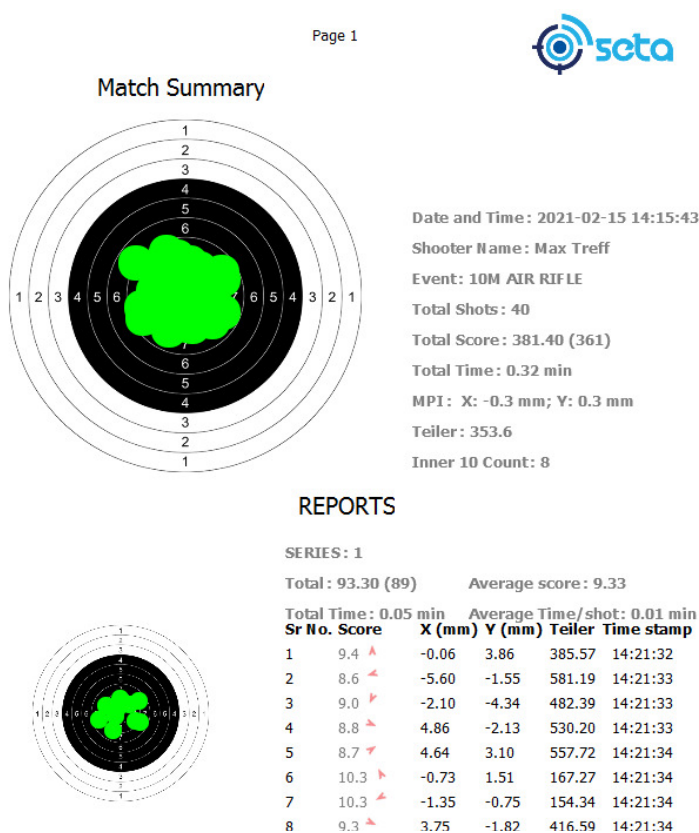 Page 1
seta
Match Summary
1
2
3
4
5
6
1 2 3 4 5 6 7 6 5 4 3 2 1
7
6
5
4
3
2
1
Date and Time: 2021-02-15 14:15:43
Shooter Name: Max Treff
Event: 10M AIR RIFLE
Total Shots: 40
Total Score: 381.40 (361)
Total Time: 0.32 min
MPI: X: -0.3 mm; Y: 0.3 mm
Teiler: 353.6
Inner 10 Count: 8
REPORTS
SERIES: 1
Total: 93.30 (89) Average score: 9.33
Total Time: 0.05 min Average Time/shot: 0.01 min
Sr No. Score X (mm) Y (mm) Teiler Time stamp
1 9.4 -0.06 3.86 385.57 14:21:32
2 8.6 -5.60 -1.55 581.19 14:21:33
3 9.0 -2.10 -4.34 482.39 14:21:33
4 8.8 4.86 -2.13 530.20 14:21:33
5 8.7 4.64 3.10 557.72 14:21:34
6 10.3 -0.73 1.51 167.27 14:21:34
7 10.3 -1.35 -0.75 154.34 14:21:34
8 9.3 3.75 -1.82 416.59 14:21:34